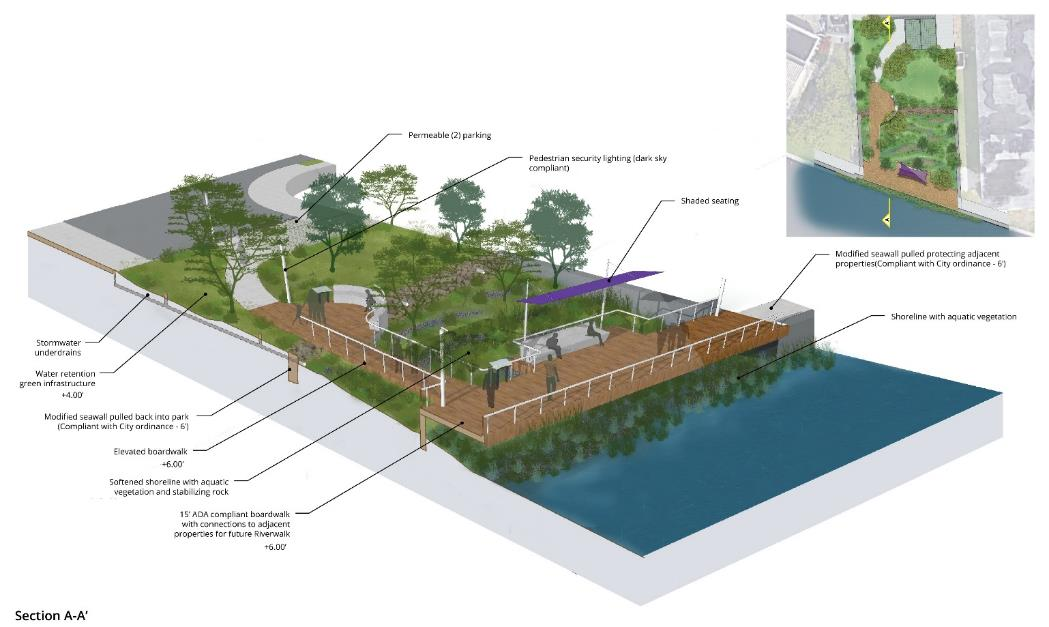 Permeable (2) parking
Pedestrian security lighting (dark sky
compliant)
Shaded seating
Modified seawall pulled protecting adjacent
properties(Compliant with City ordinance - 6')
Shoreline with aquatic vegetation
Stormwater
underdrains
Water retention
green infrastructure
+4.00'
Modified seawall pulled back into park
(Compliant with City ordinance - 6')
Elevated boardwalk
+6.00'
Softened shoreline with aquatic
vegetation and stabilizing rock
15' ADA compliant boardwalk
with connections to adjacent
properties for future Riverwalk
+6.00'
Section A-A'